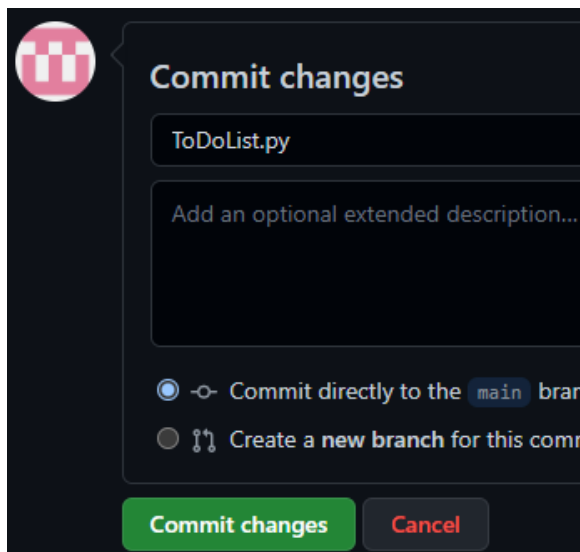 Commit changes
ToDoList.py
Add an optional extended description...
Commit directly to the main
Create a new branch for this
Commit changes
Cancel